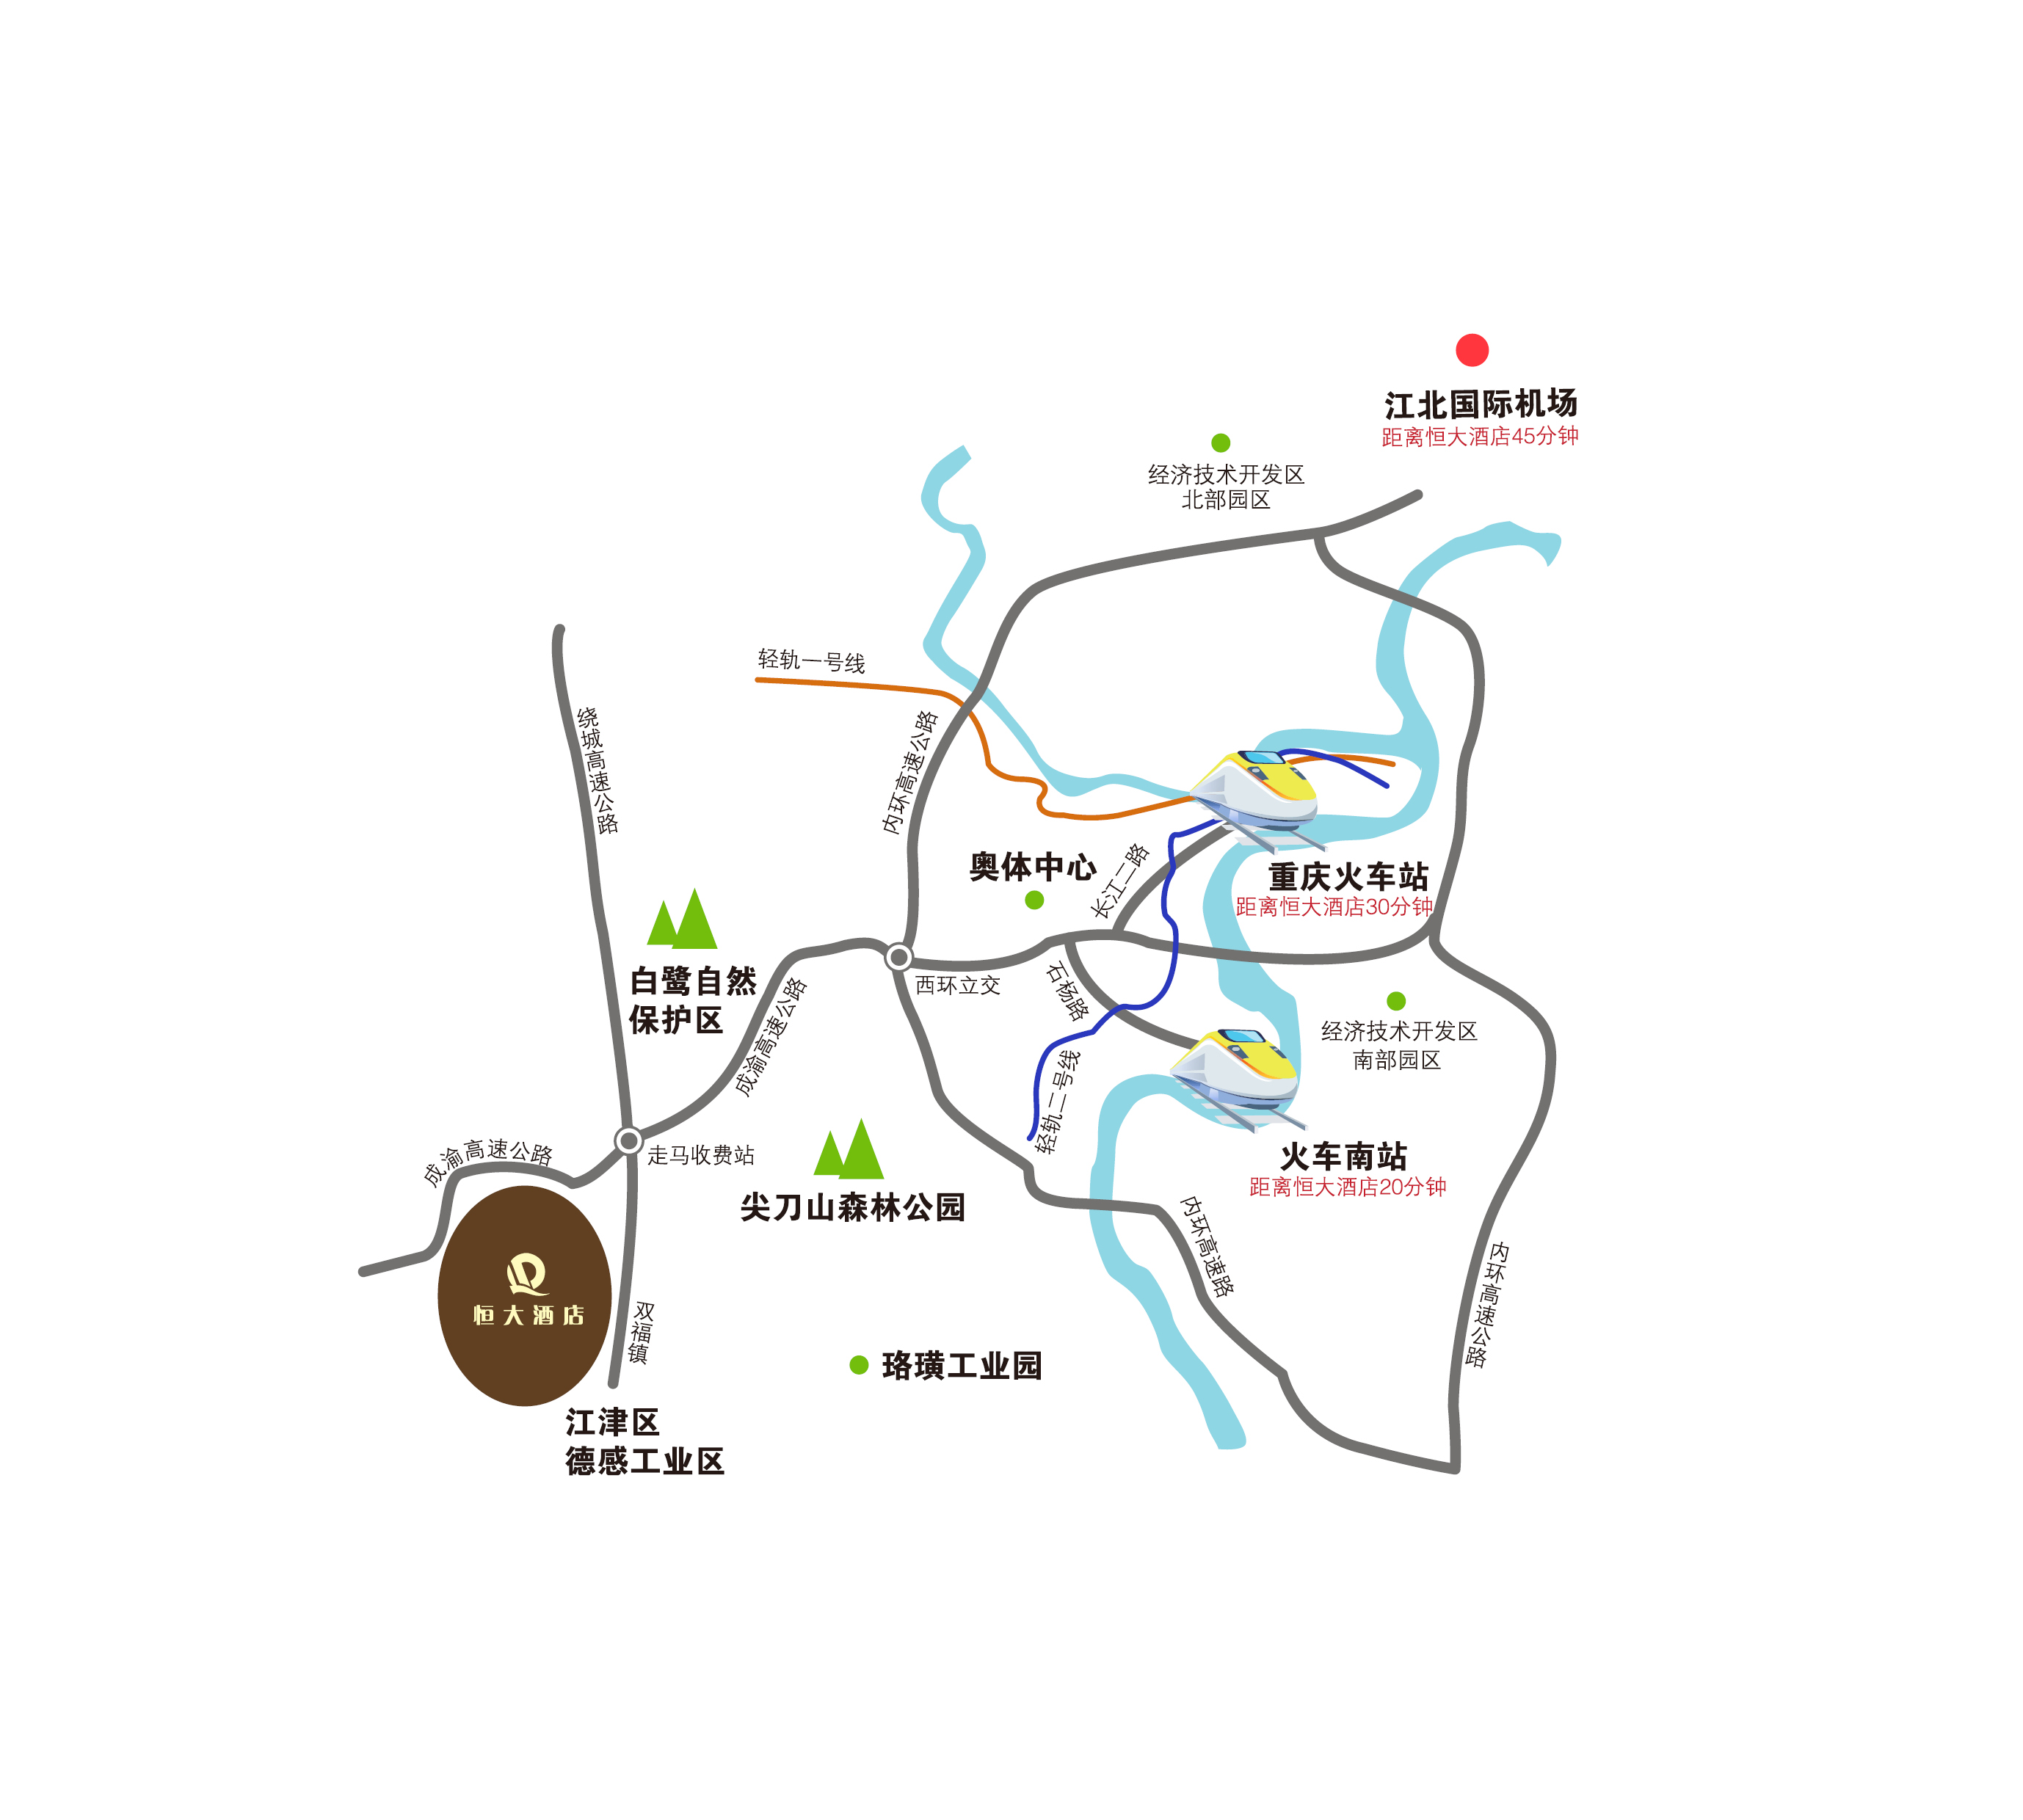 江北国际机场
距离恒大酒店45分钟
经济技术开发区
北部园区
轻轨一号线
绕城高速公路
内环高速公路
奥体中心
长江二路
重庆火车站
距离恒大酒店30分钟
白鹭自然
保护区
西环立交
石杨路
成渝高速公路
经济技术开发区
南部园区
轻轨二号线
成渝高速公路
走马收费站
火车南站
距离恒大酒店20分钟
尖刀山森林公园
内环高速路
内环高速公路
恒大酒店
双福镇
珞璜工业园
江津区
德感工业区